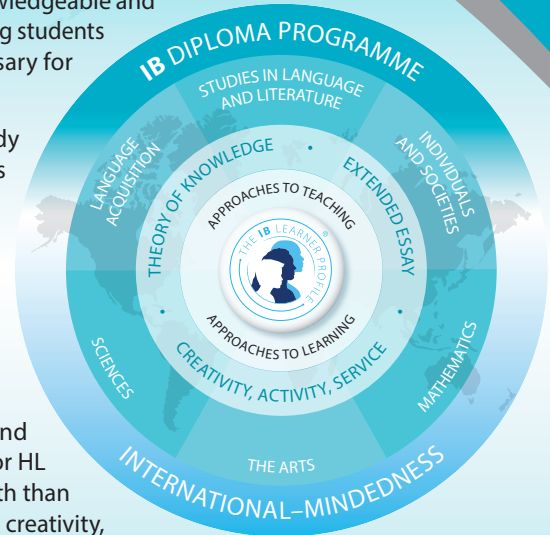 wledgeable and
g students
sary for
dy
s
nd
or HL
th than
creativity,
IB DIPLOMA PROGRAMME
STUDIES IN LANGUAGE
AND LITERATURE
INDIVIDUALS
AND SOCIETIES
MATHEMATICS
THE ARTS
SCIENCES
LANGUAGE
ACQUISITION
THEORY OF KNOWLEDGE
EXTENDED ESSAY
CREATIVITY, ACTIVITY, SERVICE
APPROACHES TO TEACHING
APPROACHES TO LEARNING
THE IB LEARNER PROFILE ®
INTERNATIONAL–MINDEDNESS